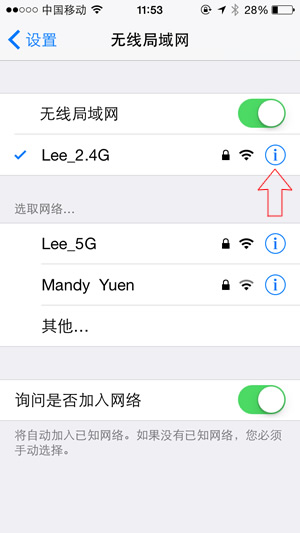 中国移动 11:53 28%
设置 无线局域网
无线局域网
Lee_2.4G
选取网络...
Lee_5G
Mandy Yuen
其他...
询问是否加入网络
将自动加入已知网络。如果没有已知网络，您必须
手动选择。